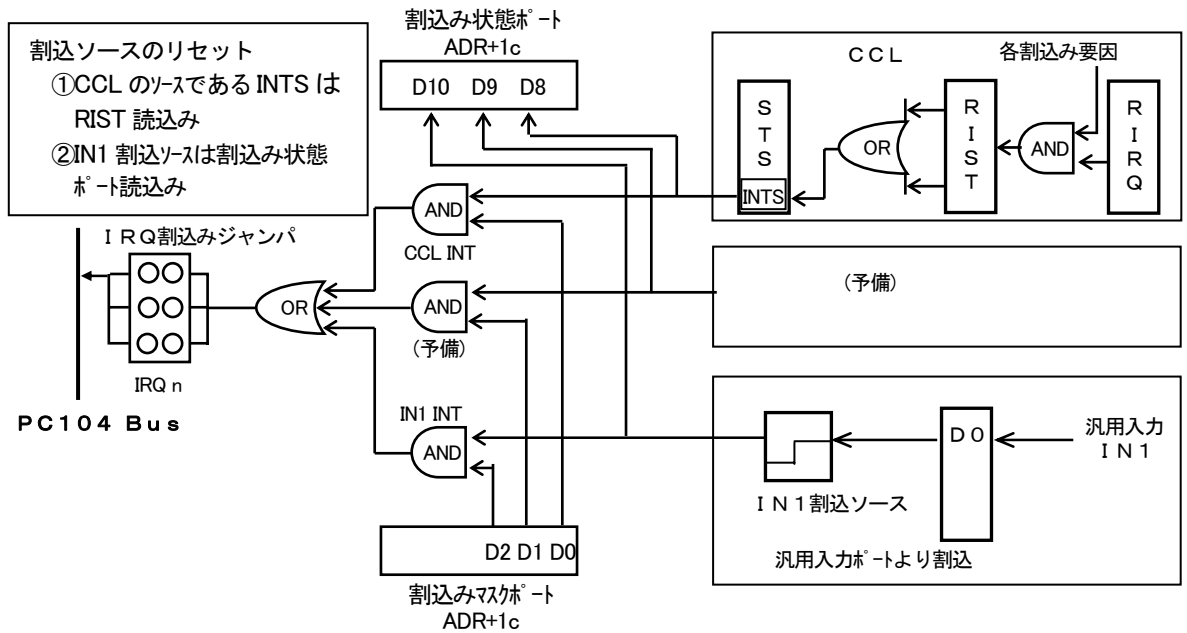 割込み状態ﾎﾟｰﾄ
ADR+1c
D10 D9 D8
割込ソースのリセット
①CCL のｿｰｽである INTS は
RIST 読込み
②IN1 割込ｿｰｽは割込み状態
ﾎﾟｰﾄ読込み
ＣＣＬ
各割込み要因
ＳＴＳ
INTS
OR
ＲＩＳＴ
AND
ＲＩＲＱ
ＩＲＱ割込みジャンパ
IRQ n
ＰＣ１０４ Ｂｕｓ
OR
AND
CCL INT
AND
(予備)
IN1 INT
AND
(予備)
D2 D1 D0
割込みﾏｽｸﾎﾟｰﾄ
ADR+1c
ＩＮ１割込ソース
Ｄ０
汎用入力
ＩＮ１
汎用入力ﾎﾟｰﾄより割込